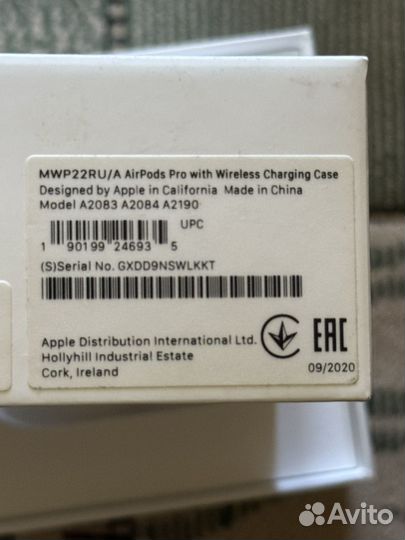 MWP22RU/A AirPods Pro with Wireless Charging Case
Designed by Apple in California Made in China
Model A2083 A2084 A2190
UPC
1 90199 24693 5
(S)Serial No. GXDD9NSWLKKT
Apple Distribution International Ltd.
Hollyhill Industrial Estate
Cork, Ireland
EAC
09/2020
Avito